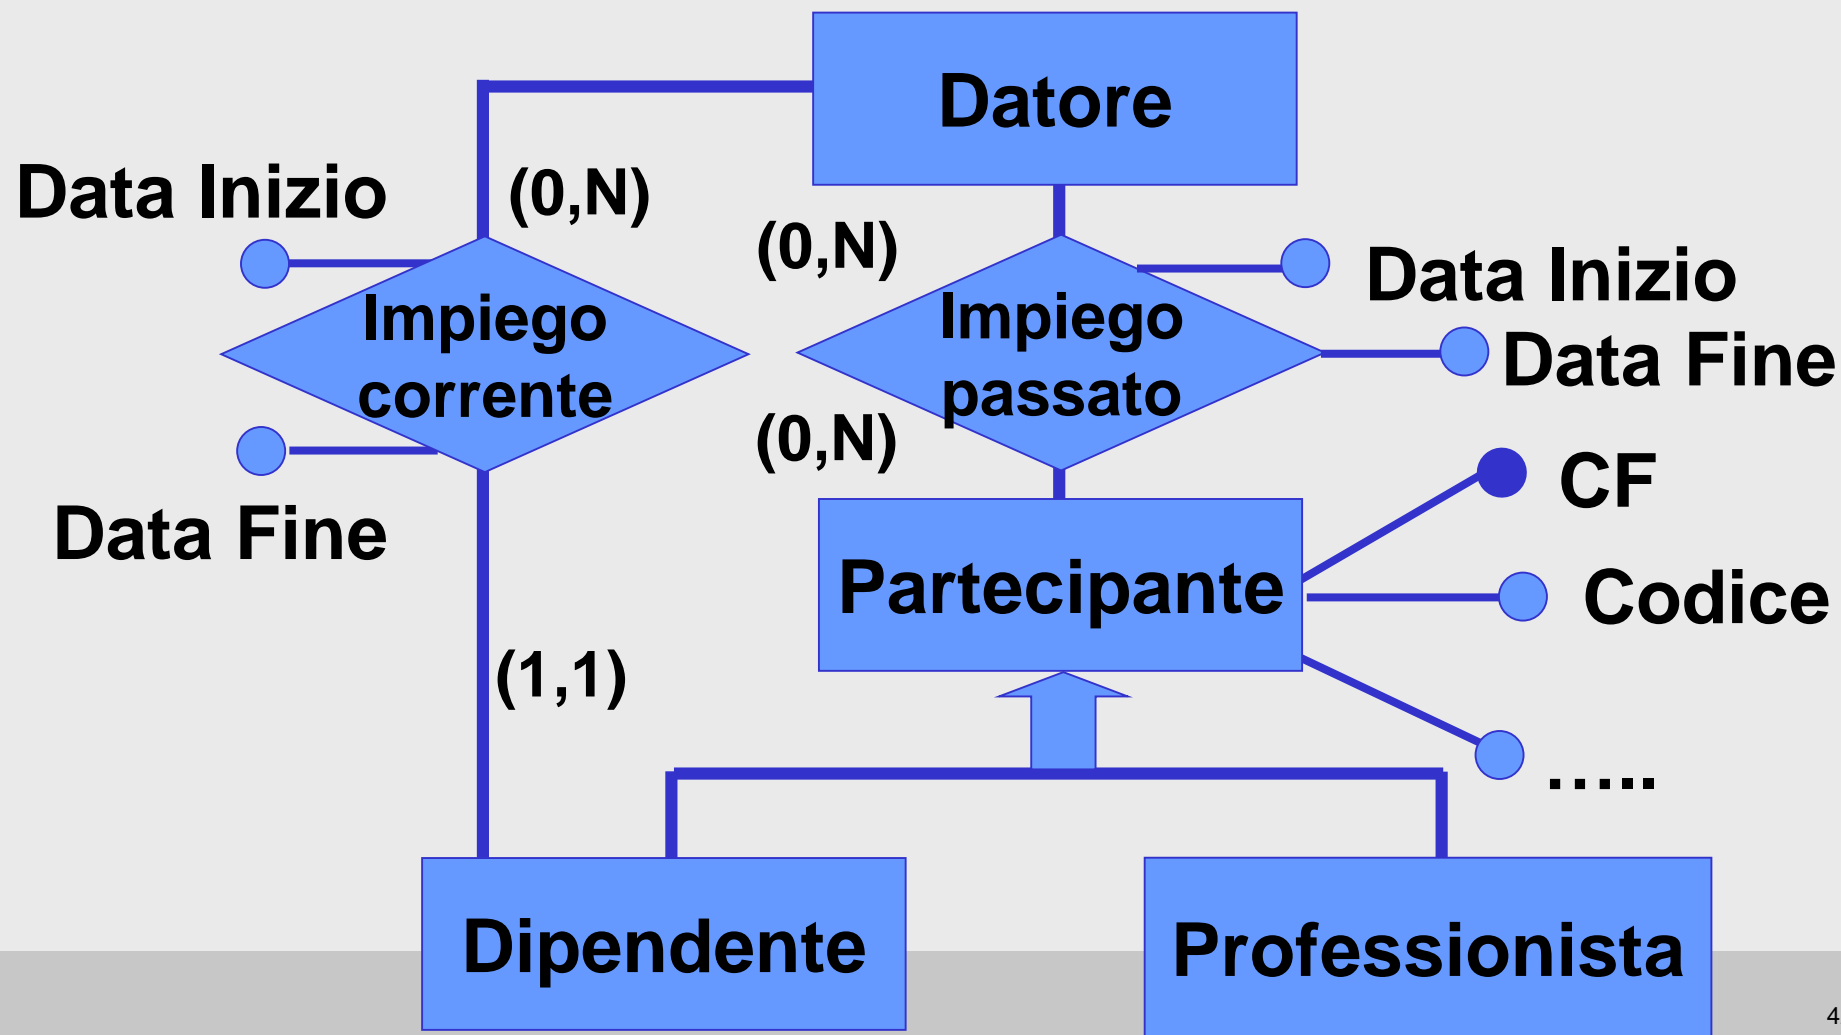 Datore
Data Inizio
(0,N)
(0,N)
Data Inizio
Impiego
corrente
Impiego
passato
Data Fine
(0,N)
CF
Data Fine
Partecipante
Codice
(1,1)
…..
Dipendente
Professionista
4